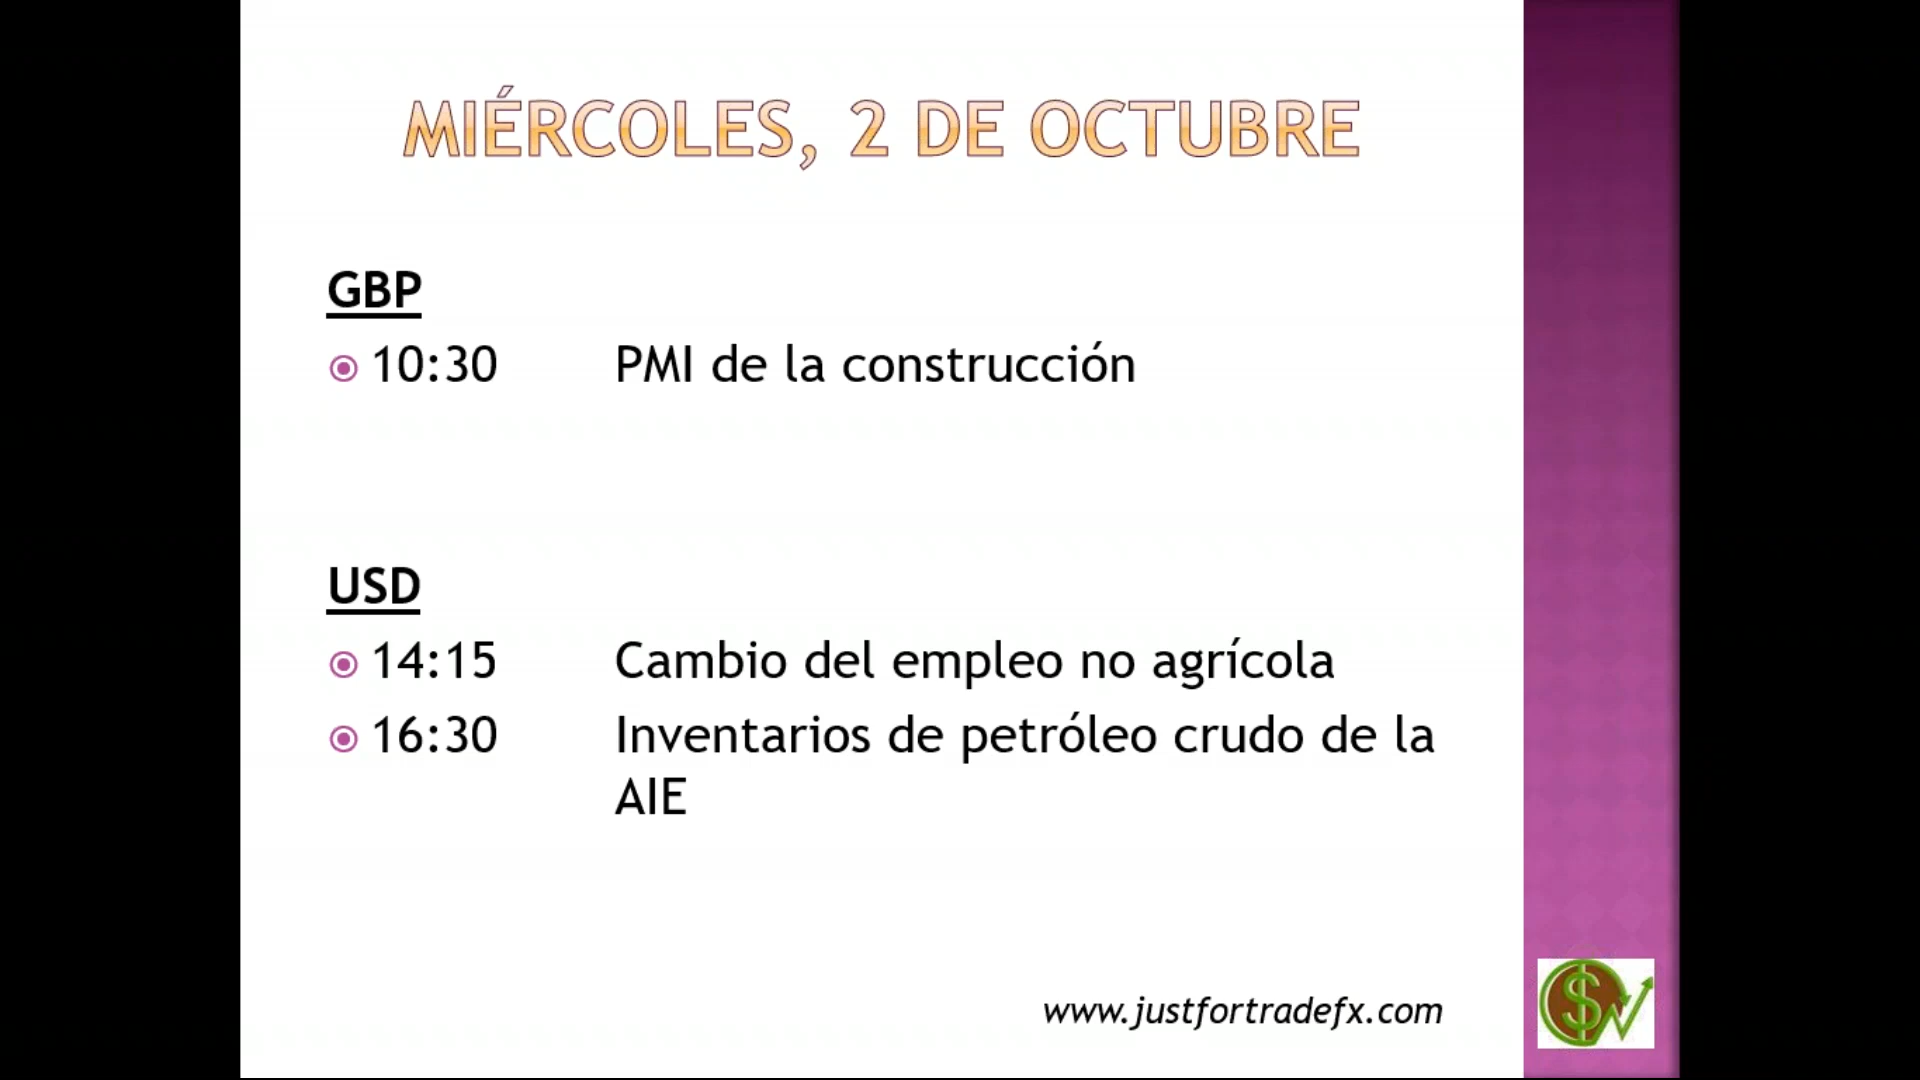 MIÉRCOLES, 2 DE OCTUBRE
GBP
10:30 PMI de la construcción
USD
14:15 Cambio del empleo no agrícola
16:30 Inventarios de petróleo crudo de la
AIE
www.justfortradefx.com